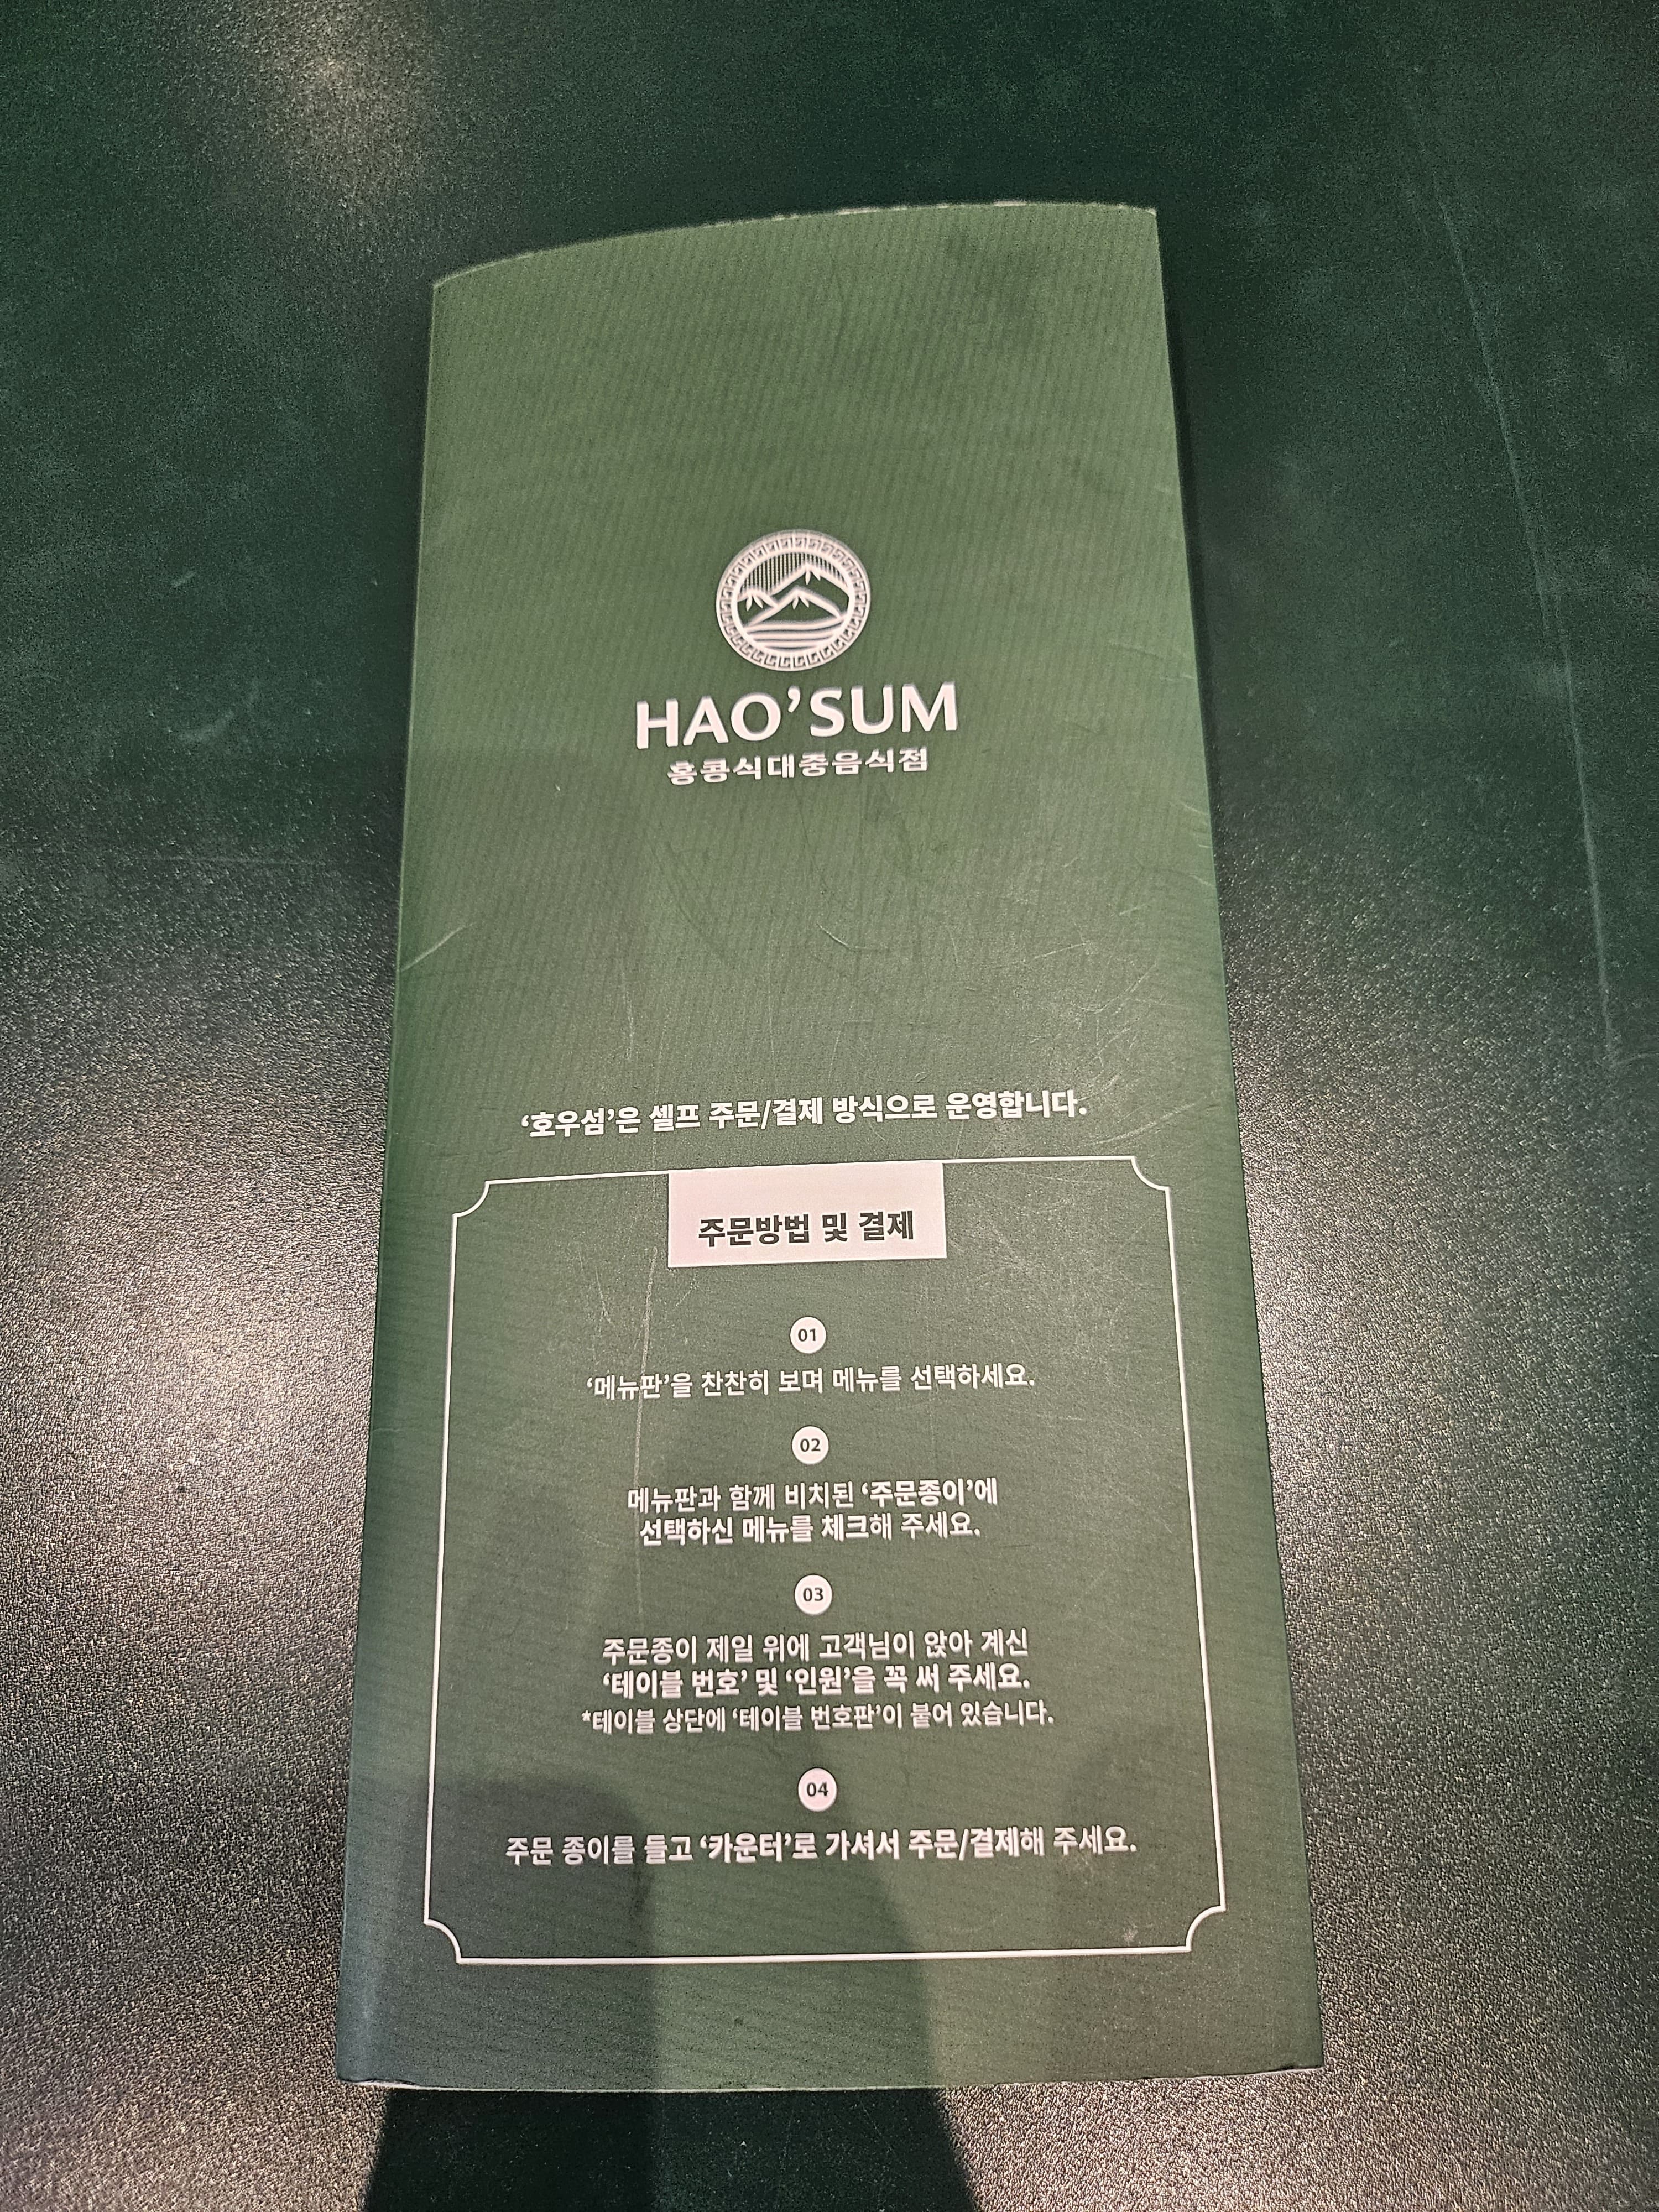 HAO'SUM
홍콩식대중음식점
‘호우섬’은 셀프 주문/결제 방식으로 운영합니다.
주문방법 및 결제
01
‘메뉴판’을 찬찬히 보며 메뉴를 선택하세요.
02
메뉴판과 함께 비치된 ‘주문종이’에
선택하신 메뉴를 체크해 주세요.
03
주문종이 제일 위에 고객님이 앉아 계신
‘테이블 번호’ 및 ‘인원’을 꼭 써 주세요.
*테이블 상단에 ‘테이블 번호판’이 붙어 있습니다.
04
주문 종이를 들고 ‘카운터’로 가셔서 주문/결제해 주세요.